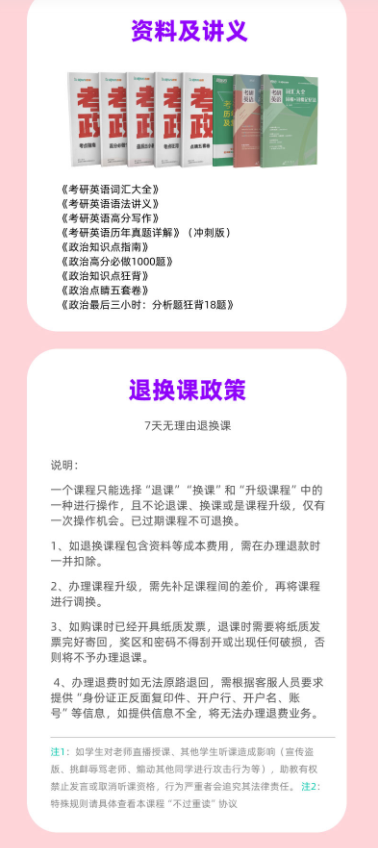 资料及讲义
考
政
考
政
《考研英语词汇大全》
《考研英语语法讲义》
《考研英语高分写作》
《考研英语历年真题详解》（冲刺版）
《政治知识点指南》
《政治高分必做1000题》
《政治知识点狂背》
《政治点睛五套卷》
《政治最后三小时：分析题狂背18题》
退换课政策
7天无理由退换课
说明：
一个课程只能选择“退课”“换课”和“升级课程”中的
一种进行操作，且不论退课、换课或是课程升级，仅有
一次操作机会。已过期课程不可退换。
1、如退换课程包含资料等成本费用，需在办理退款时
一并扣除。
2、办理课程升级，需先补足课程间的差价，再将课程
进行调换。
3、如购课时已经开具纸质发票，退课时需要将纸质发
票完好寄回，奖区和密码不得刮开或出现任何破损，否
则将不予办理退课。
4、办理退费时如无法原路退回，需根据客服人员要求
提供“身份证正反面复印件、开户行、开户名、账
号”等信息，如提供信息不全，将无法办理退费业务。
注1：如学生对老师直播授课、其他学生听课造成影响（宣传盗
版、挑衅辱骂老师、煽动其他同学进行攻击行为等），助教有权
禁止发言或取消听课资格，行为严重者会追究其法律责任。 注2：
特殊规则请具体查看本课程“不过重读”协议